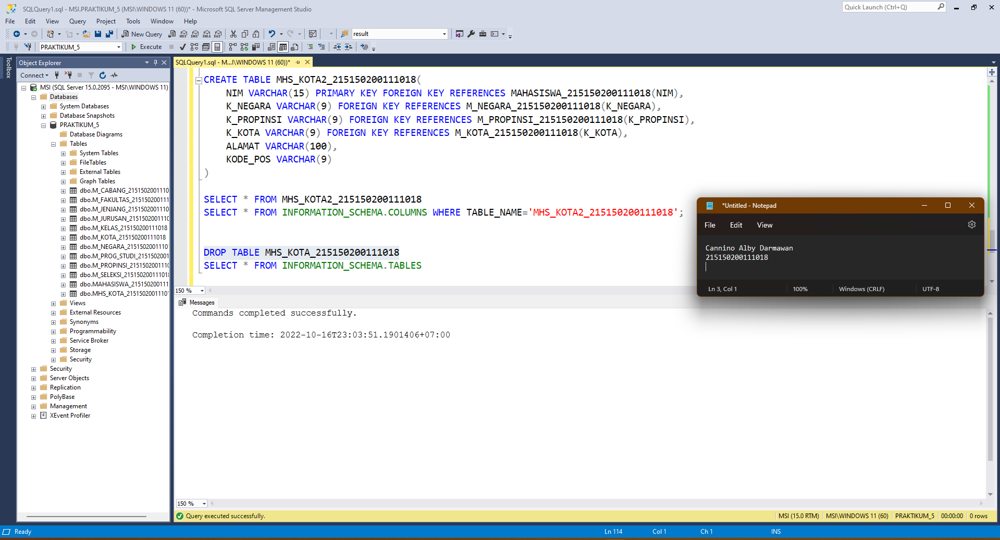 SQLQuery1.sql - MSI.PRAKTIKUM_5 (MSI\WINDOWS 11 (60))* - Microsoft SQL Server Management Studio
Quick Launch (Ctrl+Q)
File Edit View Query Project Tools Window Help
New Query MDX DMX XMLA DAX result
PRAKTIKUM_5 Execute
Toolbox
Object Explorer
Connect
MSI (SQL Server 15.0.2095 - MSI\WINDOWS 11)
Databases
System Databases
Database Snapshots
PRAKTIKUM_5
Database Diagrams
Tables
System Tables
FileTables
External Tables
Graph Tables
dbo.M_CABANG_2151502001110
dbo.M_FAKULTAS_215150200111
dbo.M_JENJANG_215150200111
dbo.M_JURUSAN_2151502001110
dbo.M_KELAS_215150200111018
dbo.M_KOTA_215150200111018
dbo.M_NEGARA_21515020011101
dbo.M_PROG_STUDI_2151502001
dbo.M_PROPINSI_2151502001110
dbo.M_SELEKSI_215150200111018
dbo.MAHASISWA_215150200111
dbo.MHS_KOTA_21515020011101
Views
External Resources
Synonyms
Programmability
Service Broker
Storage
Security
Security
Server Objects
Replication
PolyBase
Management
XEvent Profiler
SQLQuery1.sql - M...I\WINDOWS 11 (60))*
CREATE TABLE MHS_KOTA2_215150200111018(
NIM VARCHAR(15) PRIMARY KEY FOREIGN KEY REFERENCES MAHASISWA_215150200111018(NIM),
K_NEGARA VARCHAR(9) FOREIGN KEY REFERENCES M_NEGARA_215150200111018(K_NEGARA),
K_PROPINSI VARCHAR(9) FOREIGN KEY REFERENCES M_PROPINSI_215150200111018(K_PROPINSI),
K_KOTA VARCHAR(9) FOREIGN KEY REFERENCES M_KOTA_215150200111018(K_KOTA),
ALAMAT VARCHAR(100),
KODE_POS VARCHAR(9)
)
SELECT * FROM MHS_KOTA2_215150200111018
SELECT * FROM INFORMATION_SCHEMA.COLUMNS WHERE TABLE_NAME='MHS_KOTA2_215150200111018';
DROP TABLE MHS_KOTA_215150200111018
SELECT * FROM INFORMATION_SCHEMA.TABLES
150 %
*Untitled - Notepad
File Edit View
Cannino Alby Darmawan
215150200111018
Ln 3, Col 1 100% Windows (CRLF) UTF-8
Messages
Commands completed successfully.
Completion time: 2022-10-16T23:03:51.1901406+07:00
150 %
Query executed successfully. MSI (15.0 RTM) MSI\WINDOWS 11 (60) PRAKTIKUM_5 00:00:00 0 rows
Ready Ln 114 Col 1 Ch 1 INS